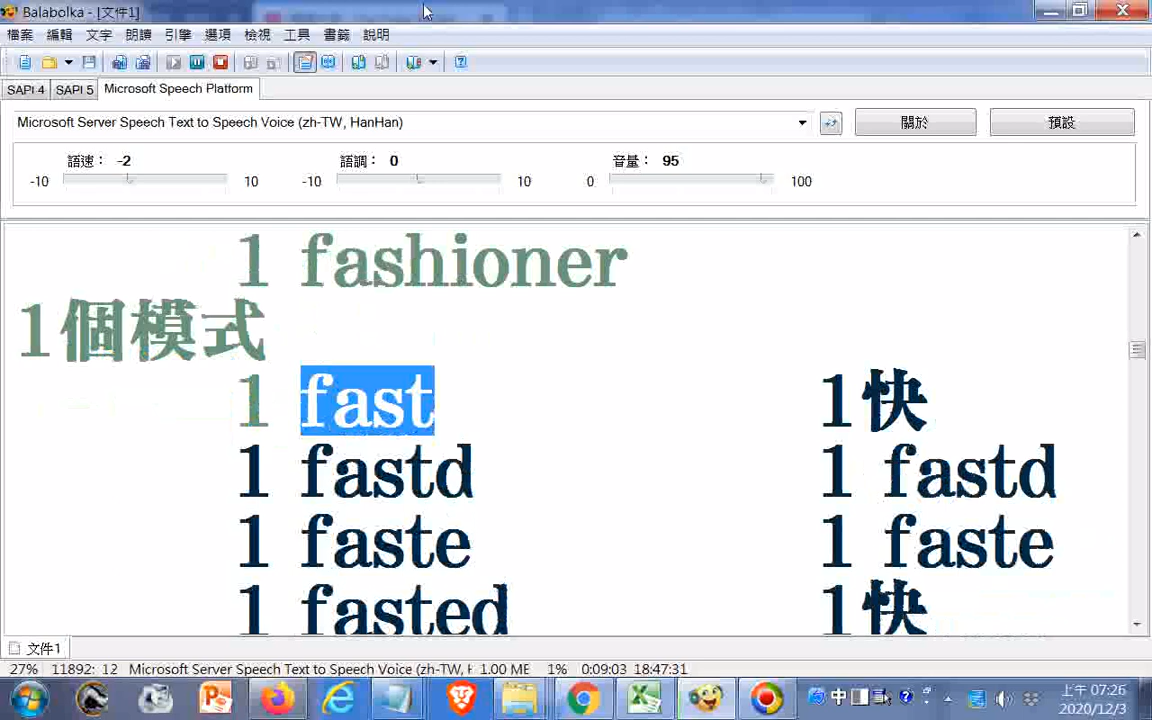 Balabolka - [文件1]
檔案 編輯 文字 朗讀 引擎 選項 檢視 工具 書籤 說明
SAPI 4 SAPI 5 Microsoft Speech Platform
Microsoft Server Speech Text to Speech Voice (zh-TW, HanHan) 關於 預設
語速： -2 語調： 0 音量： 95
-10 10 -10 10 0 100
1 fashioner
1個模式
1 fast 1快
1 fastd 1 fastd
1 faste 1 faste
1 fasted 1快
文件1
27% 11892: 12 Microsoft Server Speech Text to Speech Voice (zh-TW, H 1.00 ME 1% 0:09:03 18:47:31
中 上午 07:26
2020/12/3